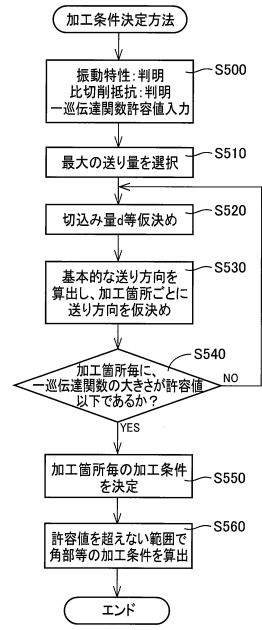 加工条件決定方法
振動特性:判明
比切削抵抗:判明
一巡伝達関数許容値入力
S500
最大の送り量を選択
S510
切込み量d等仮決め
S520
基本的な送り方向を
算出し、加工箇所ごとに
送り方向を仮決め
S530
加工箇所毎に、
一巡伝達関数の大きさが許容値
以下であるか?
S540
NO
YES
加工箇所毎の加工条件
を決定
S550
許容値を超えない範囲で
角部等の加工条件を算出
S560
エンド